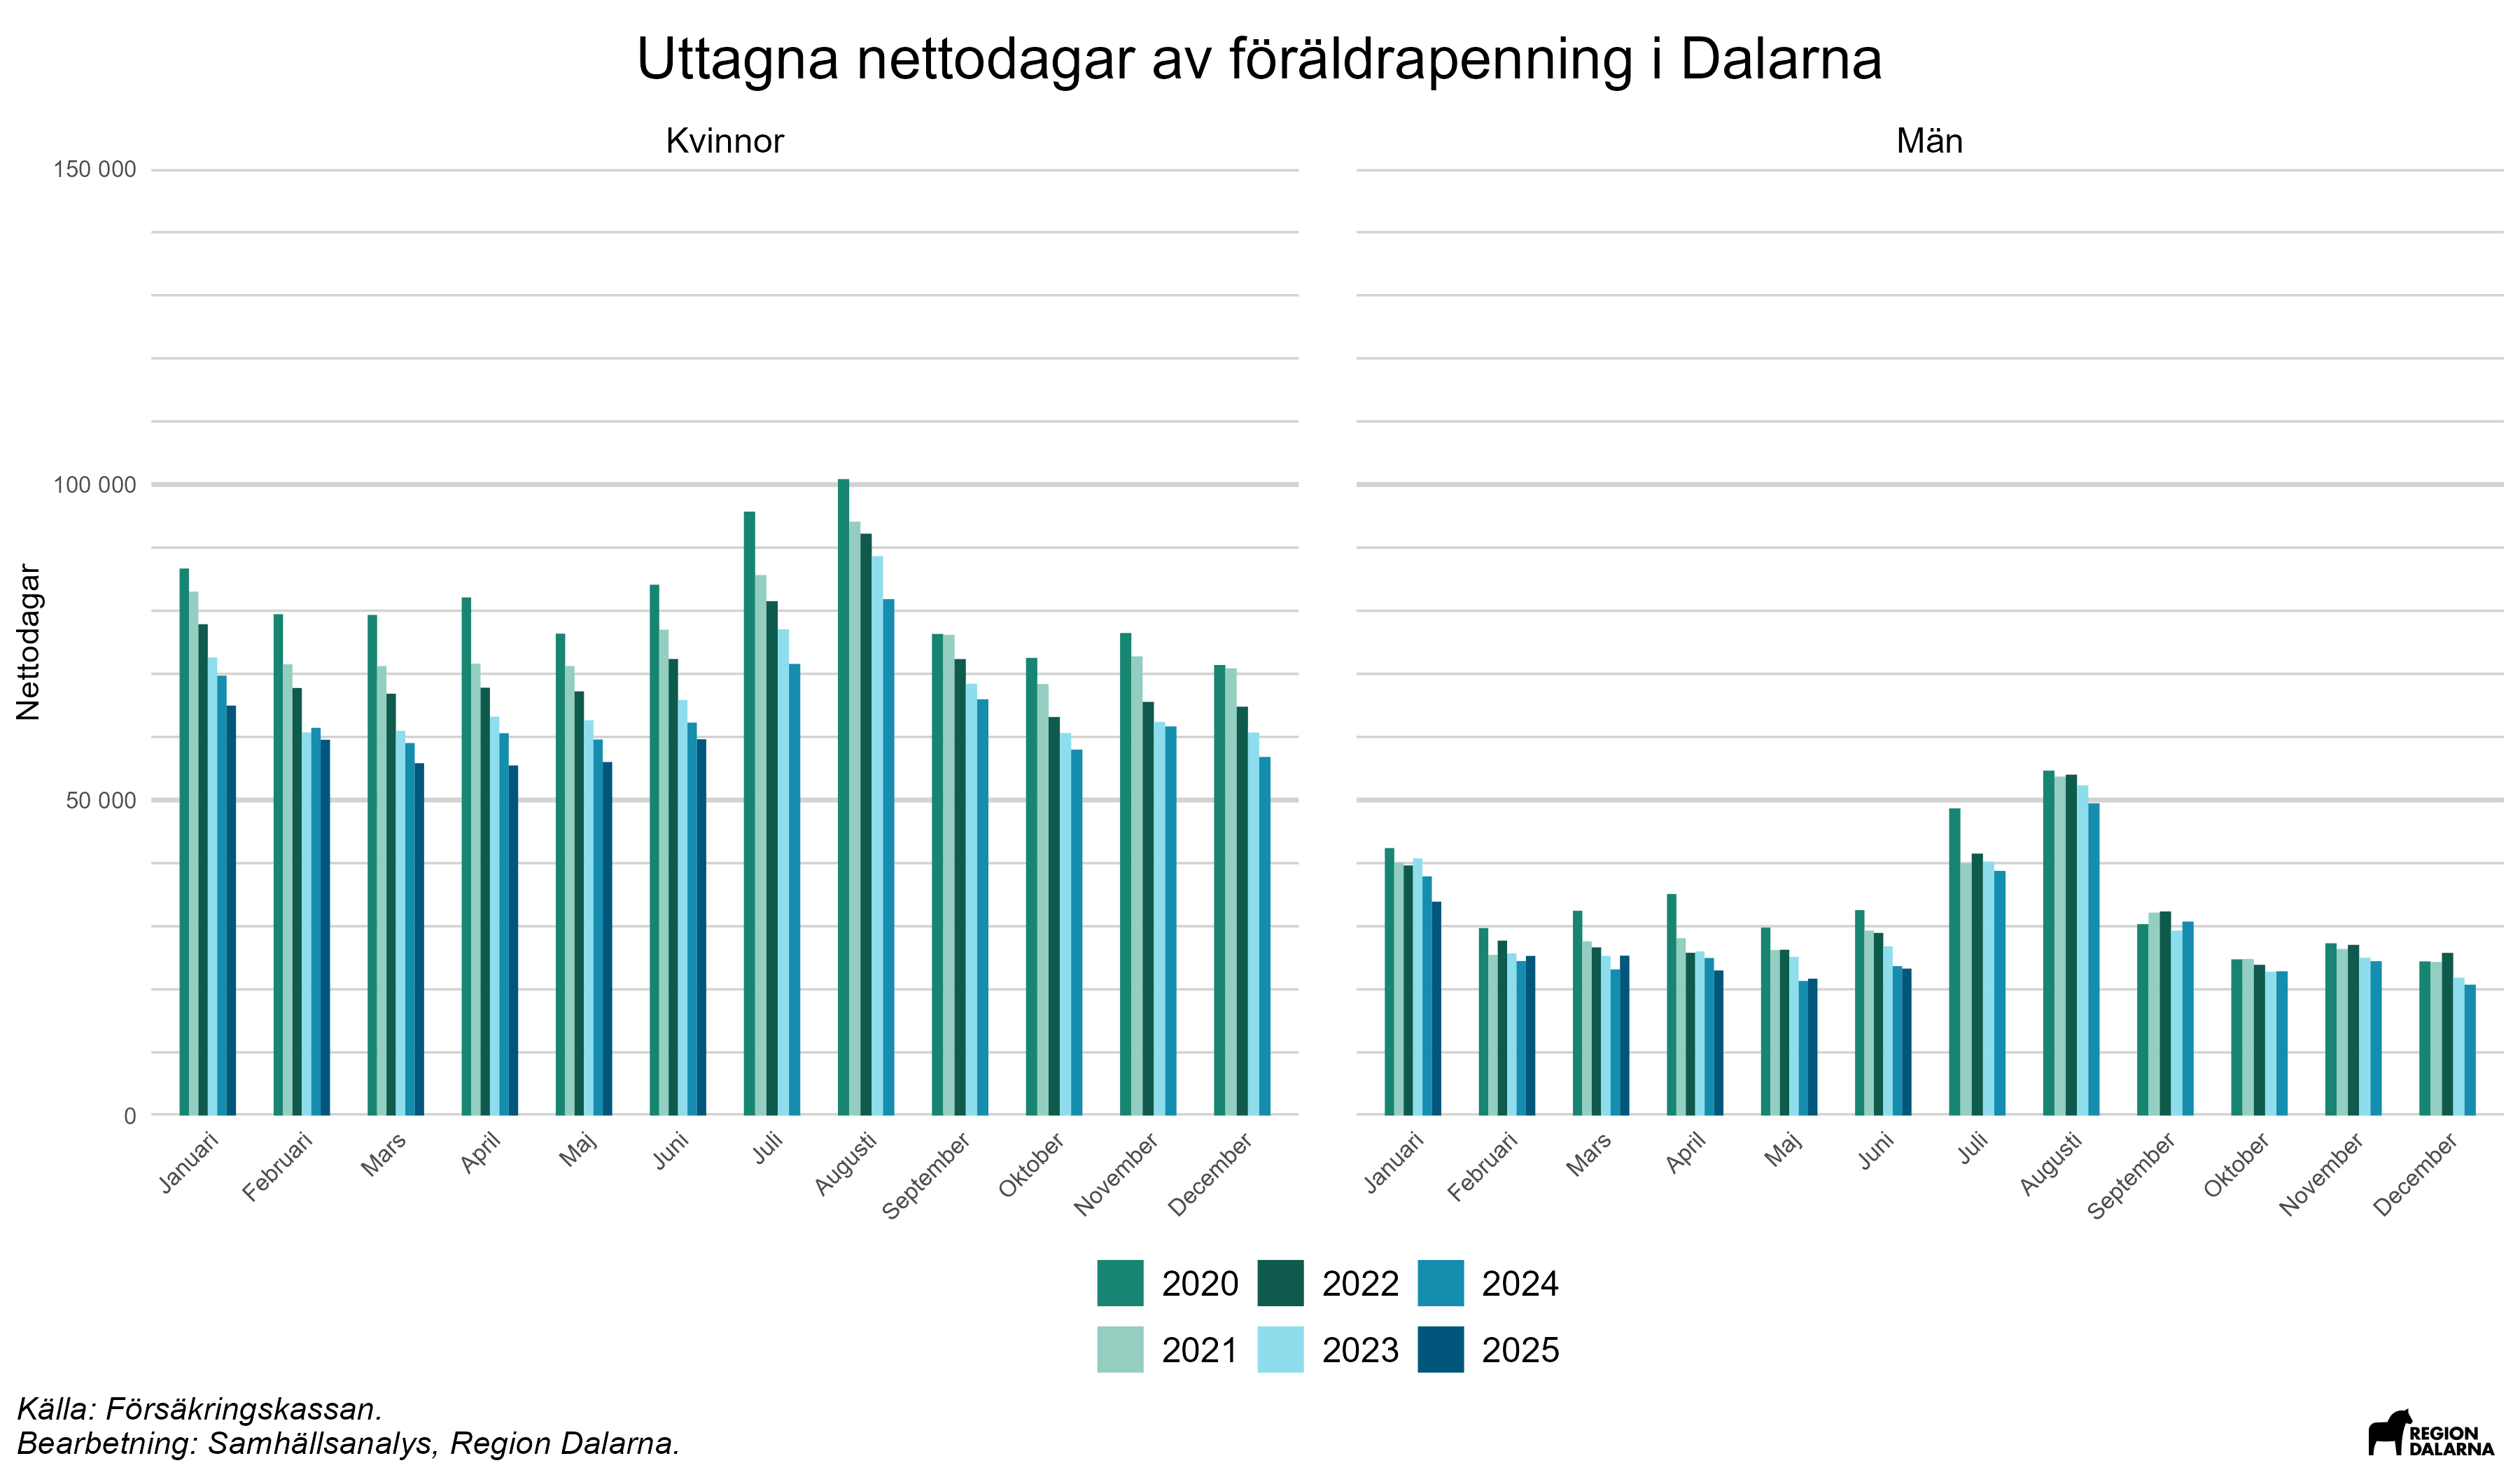 Uttagna nettodagar av föräldrapenning i Dalarna
Kvinnor
Män
150 000
100 000
50 000
0
Nettodagar
Januari
Februari
Mars
April
Maj
Juni
Juli
Augusti
September
Oktober
November
December
Januari
Februari
Mars
April
Maj
Juni
Juli
Augusti
September
Oktober
November
December
2020 2022 2024
2021 2023 2025
Källa: Försäkringskassan.
Bearbetning: Samhällsanalys, Region Dalarna.
REGION
DALARNA